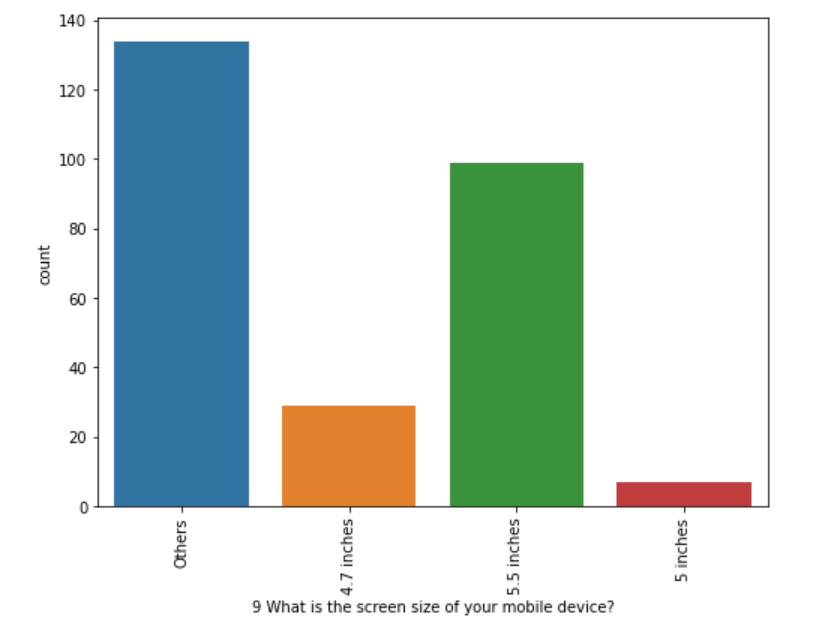 140
120
100
80
60
40
20
0
count
Others
4.7 inches
5.5 inches
5 inches
9 What is the screen size of your mobile device?